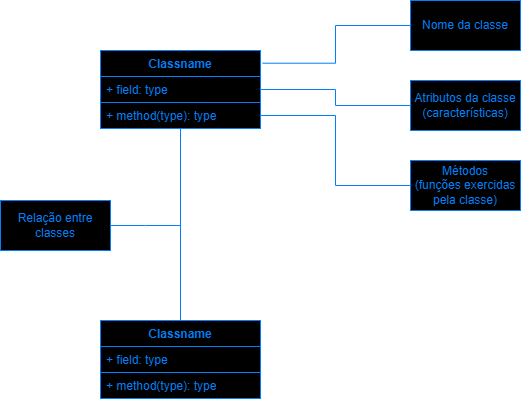 Nome da classe
Classname
+ field: type
+ method(type): type
Atributos da classe
(características)
Métodos
(funções exercidas
pela classe)
Relação entre
classes
Classname
+ field: type
+ method(type): type